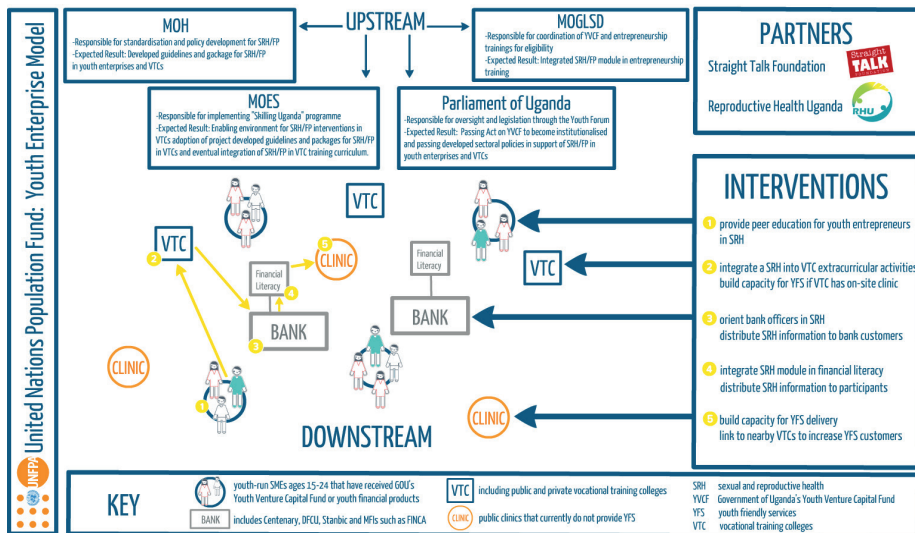 United Nations Population Fund: Youth Enterprise Model
UNFPA
UPSTREAM
MOH
-Responsible for standardisation and policy development for SRH/FP
-Expected Result: Developed guidelines and gackage for SRH/FP
in youth enterprises and VTCs
MOGLSD
-Responsible for coordination of YVCF and entrepreneurship
trainings for eligibility
-Expected Result: Integrated SRH/FP module in entrepreneurship
training
MOES
-Responsible for implementing "Skilling Uganda" programme
-Expected Result: Enabling environment for SRH/FP interventions in
VTCs adoption of project developed guidelines and packages for SRH/FP
in VTCs and eventual integration of SRH/FP in VTC training curriculum.
Parliament of Uganda
-Responsible for oversight and legislation through the Youth Forum
-Expected Result: Passing Act on YVCF to become institutionalised
and passing developed sectoral policies in support of SRH/FP in
youth enterprises and VTCs
PARTNERS
Straight Talk Foundation
Straight
TALK
Reproductive Health Uganda
RHU
VTC
VTC
2
5
CLINIC
Financial
Literacy
4
BANK
3
CLINIC
1
Financial
Literacy
BANK
VTC
CLINIC
DOWNSTREAM
INTERVENTIONS
1 provide peer education for youth entrepreneurs
in SRH
2 integrate a SRH into VTC extracurricular activities
build capacity for YFS if VTC has on-site clinic
3 orient bank officers in SRH
distribute SRH information to bank customers
4 integrate SRH module in financial literacy
distribute SRH information to participants
5 build capacity for YFS delivery
link to nearby VTCs to increase YFS customers
KEY
youth-run SMEs ages 15-24 that have received GOU's
Youth Venture Capital Fund or youth financial products
BANK includes Centenary, DFCU, Stanbic and MFIs such as FINCA
VTC including public and private vocational training colleges
CLINIC public clinics that currently do not provide YFS
SRH sexual and reproductive health
YVCF Government of Uganda's Youth Venture Capital Fund
YFS youth friendly services
VTC vocational training colleges